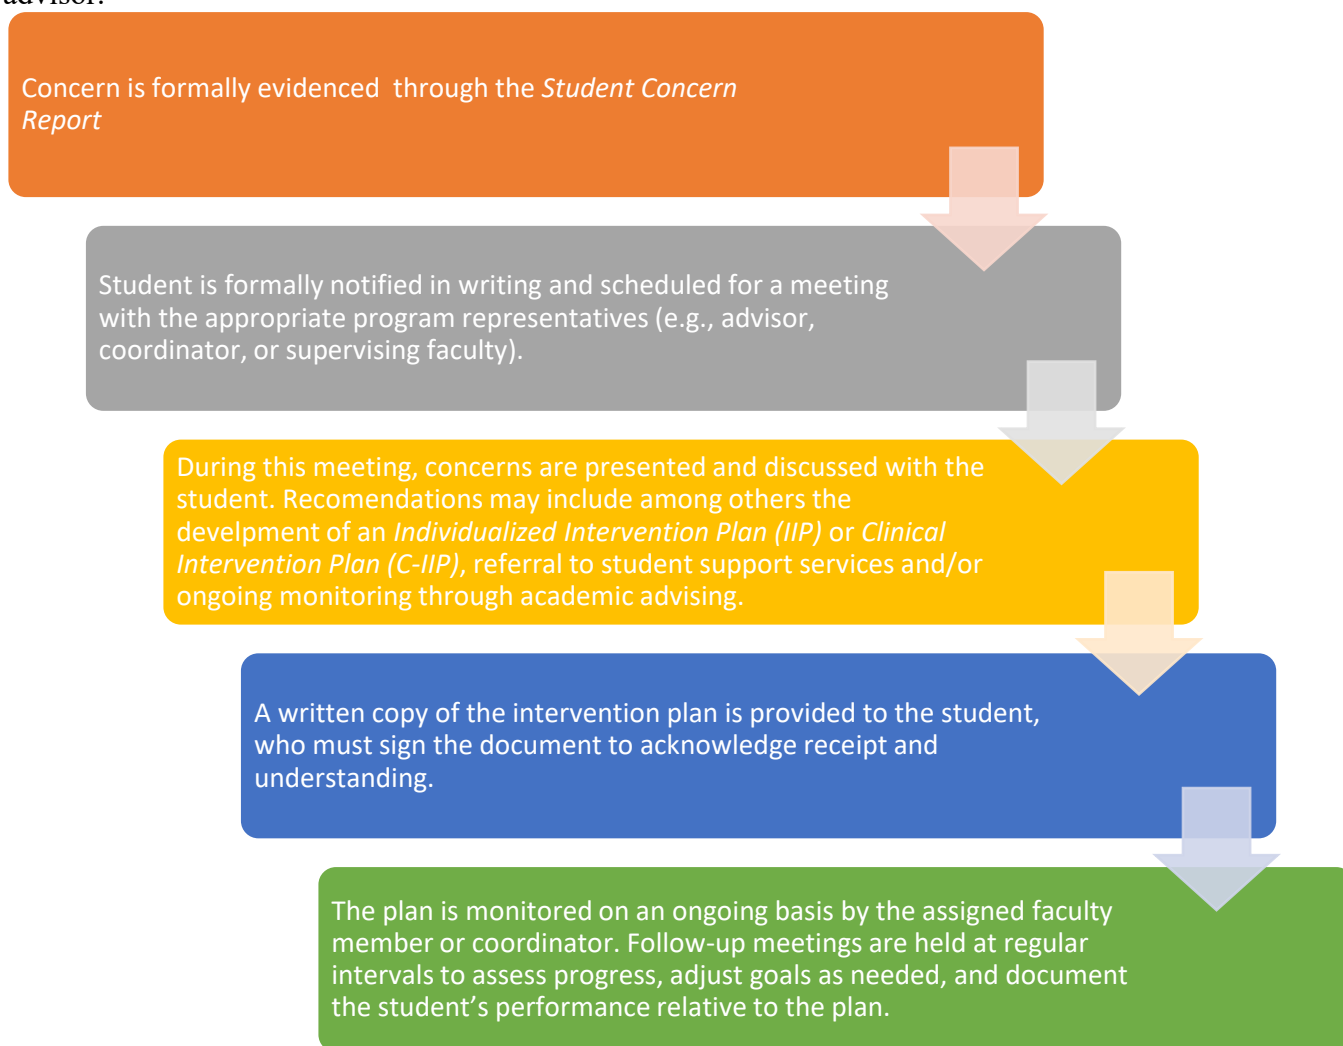 advisor.
Concern is formally evidenced through the Student Concern
Report
Student is formally notified in writing and scheduled for a meeting
with the appropriate program representatives (e.g., advisor,
coordinator, or supervising faculty).
During this meeting, concerns are presented and discussed with the
student. Recomendations may include among others the
develpment of an Individualized Intervention Plan (IIP) or Clinical
Intervention Plan (C-IIP), referral to student support services and/or
ongoing monitoring through academic advising.
A written copy of the intervention plan is provided to the student,
who must sign the document to acknowledge receipt and
understanding.
The plan is monitored on an ongoing basis by the assigned faculty
member or coordinator. Follow-up meetings are held at regular
intervals to assess progress, adjust goals as needed, and document
the student’s performance relative to the plan.